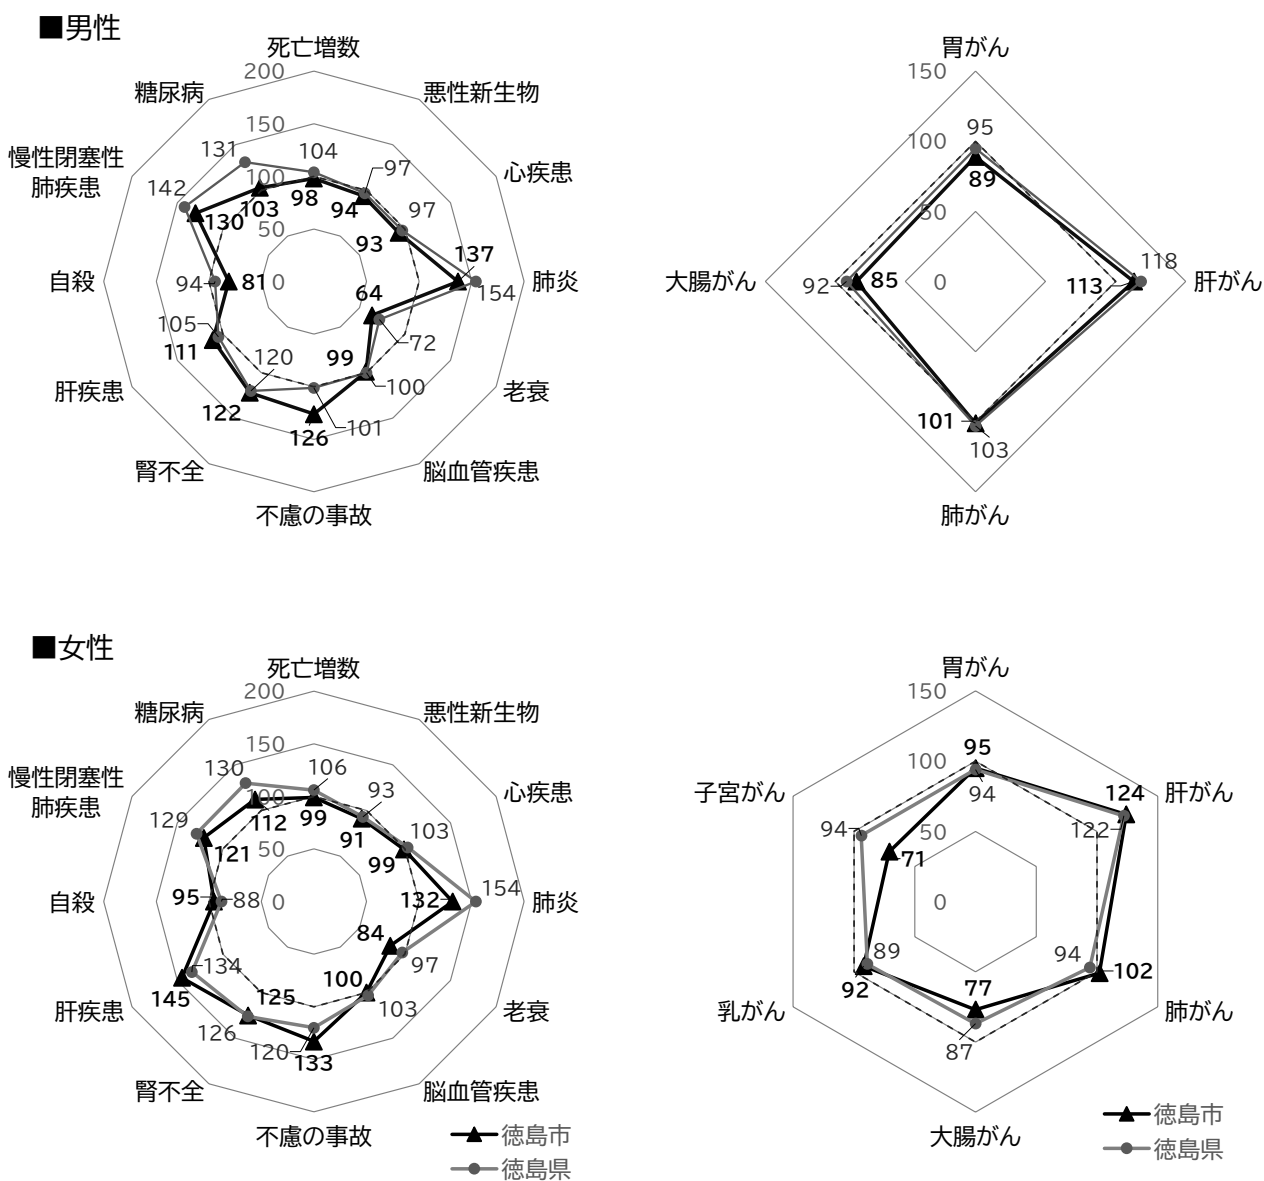 ■男性
死亡増数
悪性新生物
心疾患
肺炎
老衰
脳血管疾患
不慮の事故
腎不全
肝疾患
自殺
慢性閉塞性
肺疾患
糖尿病
200
150
100
50
0
104
97
97
154
72
100
101
120
105
94
142
131
98
94
93
137
64
99
126
122
111
81
130
103
胃がん
肝がん
肺がん
大腸がん
150
100
50
0
95
118
103
92
89
113
101
85
■女性
死亡増数
悪性新生物
心疾患
肺炎
老衰
脳血管疾患
不慮の事故
腎不全
肝疾患
自殺
慢性閉塞性
肺疾患
糖尿病
200
150
100
50
0
106
93
103
154
97
103
120
126
134
88
129
130
99
91
99
132
84
100
133
125
145
95
121
112
徳島市
徳島県
胃がん
肝がん
肺がん
大腸がん
乳がん
子宮がん
150
100
50
0
95
124
102
77
92
71
94
122
94
87
89
94
徳島市
徳島県